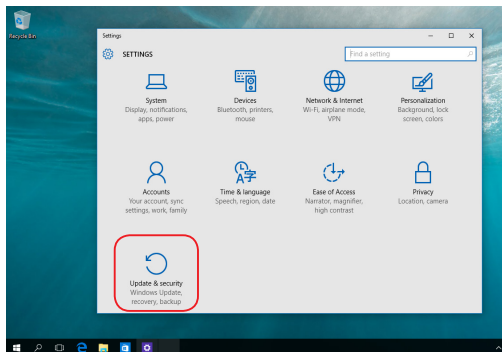 Recycle Bin
Settings
SETTINGS
Find a setting
System
Display, notifications,
apps, power
Devices
Bluetooth, printers,
mouse
Network & Internet
Wi-Fi, airplane mode,
VPN
Personalization
Background, lock
screen, colors
Accounts
Your account, sync
settings, work, family
A字
Time & language
Speech, region, date
Ease of Access
Narrator, magnifier,
high contrast
Privacy
Location, camera
Update & security
Windows Update,
recovery, backup